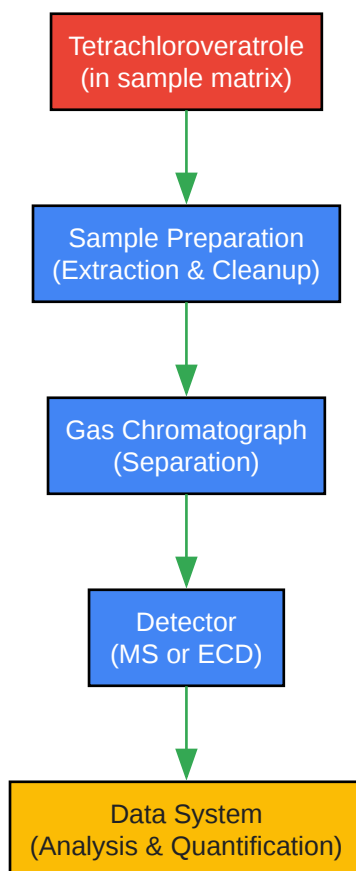 Tetrachloroveratrole
(in sample matrix)
Sample Preparation
(Extraction & Cleanup)
Gas Chromatograph
(Separation)
Detector
(MS or ECD)
Data System
(Analysis & Quantification)